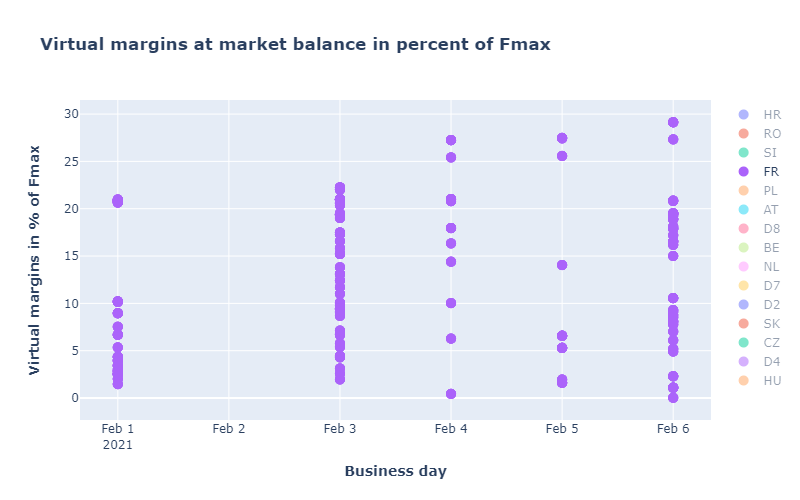 Virtual margins at market balance in percent of Fmax
Virtual margins in % of Fmax
30
25
20
15
10
5
0
Feb 1
2021
Feb 2
Feb 3
Feb 4
Feb 5
Feb 6
Business day
HR
RO
SI
FR
PL
AT
D8
BE
NL
D7
D2
SK
CZ
D4
HU